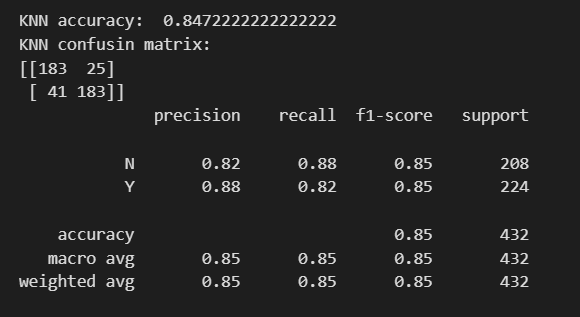 KNN accuracy:  0.8472222222222222
KNN confusin matrix:
[[183  25]
 [ 41 183]]
              precision    recall  f1-score   support

           N       0.82      0.88      0.85       208
           Y       0.88      0.82      0.85       224

    accuracy                           0.85       432
   macro avg       0.85      0.85      0.85       432
weighted avg       0.85      0.85      0.85       432